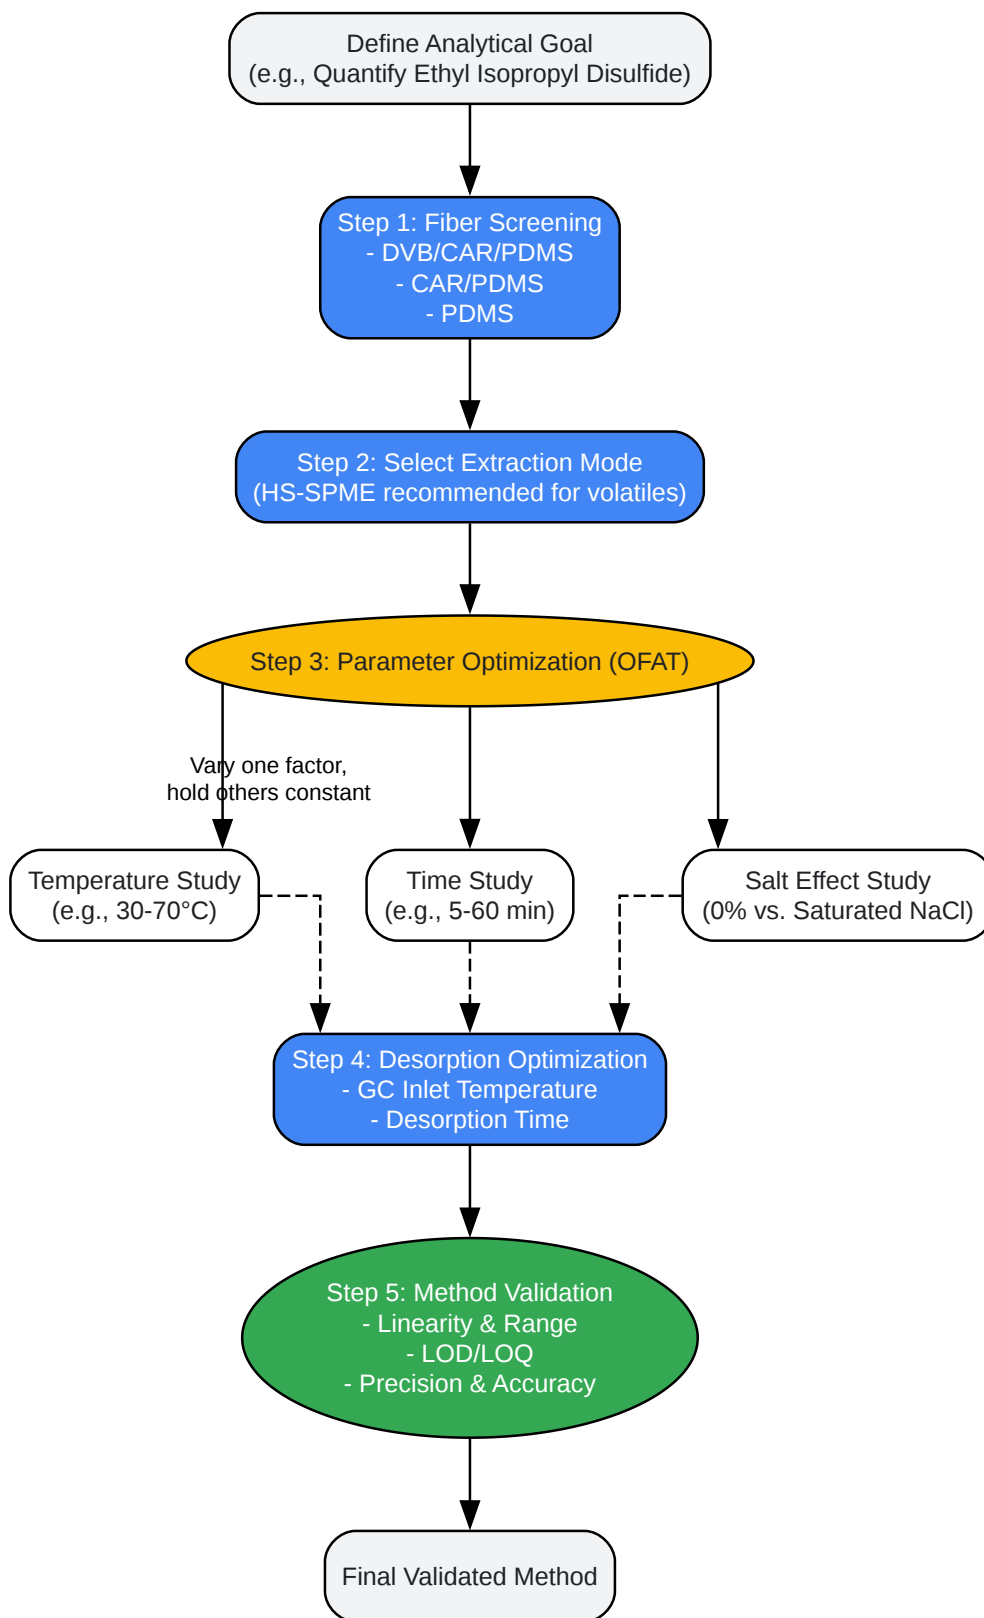 Define Analytical Goal
(e.g., Quantify Ethyl Isopropyl Disulfide)
Step 1: Fiber Screening
- DVB/CAR/PDMS
- CAR/PDMS
- PDMS
Step 2: Select Extraction Mode
(HS-SPME recommended for volatiles)
Step 3: Parameter Optimization (OFAT)
Vary one factor,
hold others constant
Temperature Study
(e.g., 30-70°C)
Time Study
(e.g., 5-60 min)
Salt Effect Study
(0% vs. Saturated NaCl)
Step 4: Desorption Optimization
- GC Inlet Temperature
- Desorption Time
Step 5: Method Validation
- Linearity & Range
- LOD/LOQ
- Precision & Accuracy
Final Validated Method